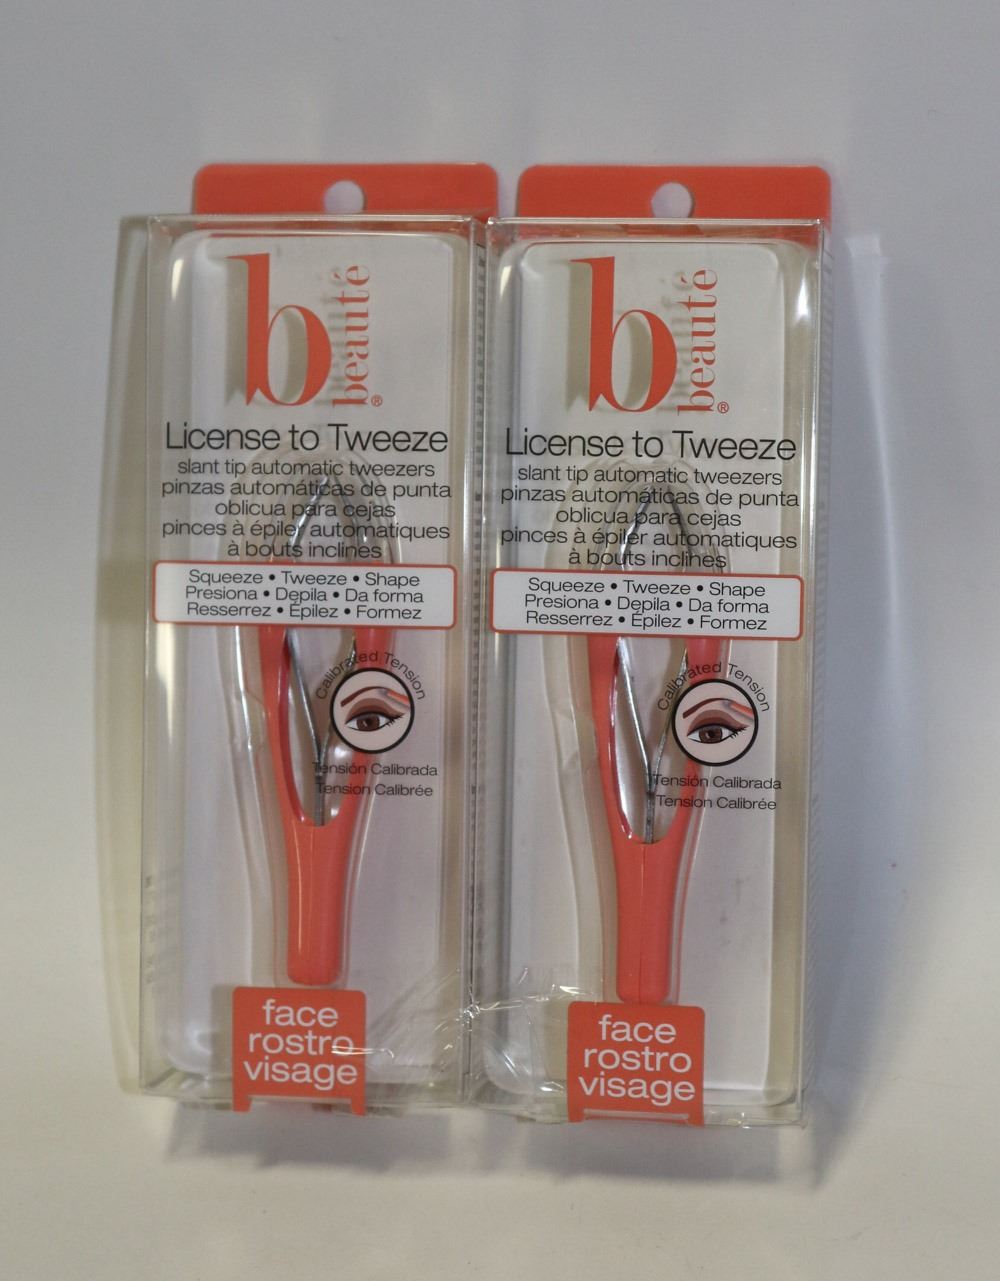 b
beauté®
License to Tweeze
slant tip automatic tweezers
pinzas automáticas de punta
oblicua para cejas
pinces à épiler automatiques
à bouts inclines
Squeeze • Tweeze • Shape
Presiona • Depila • Da forma
Resserrez • Épilez • Formez
Calibrated Tension
Tensión Calibrada
Tension Calibrée
face
rostro
visage
b
beauté®
License to Tweeze
slant tip automatic tweezers
pinzas automáticas de punta
oblicua para cejas
pinces à épiler automatiques
à bouts inclines
Squeeze • Tweeze • Shape
Presiona • Depila • Da forma
Resserrez • Épilez • Formez
Calibrated Tension
Tensión Calibrada
Tension Calibrée
face
rostro
visage